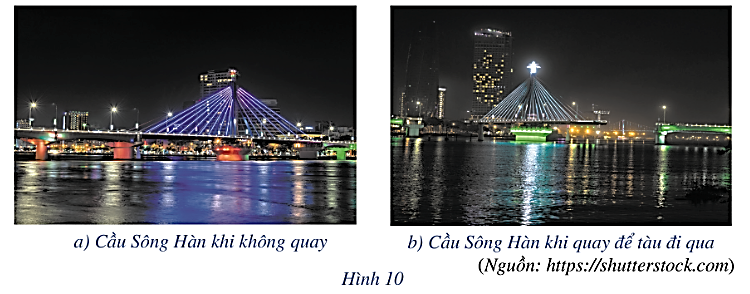 a) Cầu Sông Hàn khi không quay
b) Cầu Sông Hàn khi quay để tàu đi qua
(Nguồn: https://shutterstock.com)
Hình 10